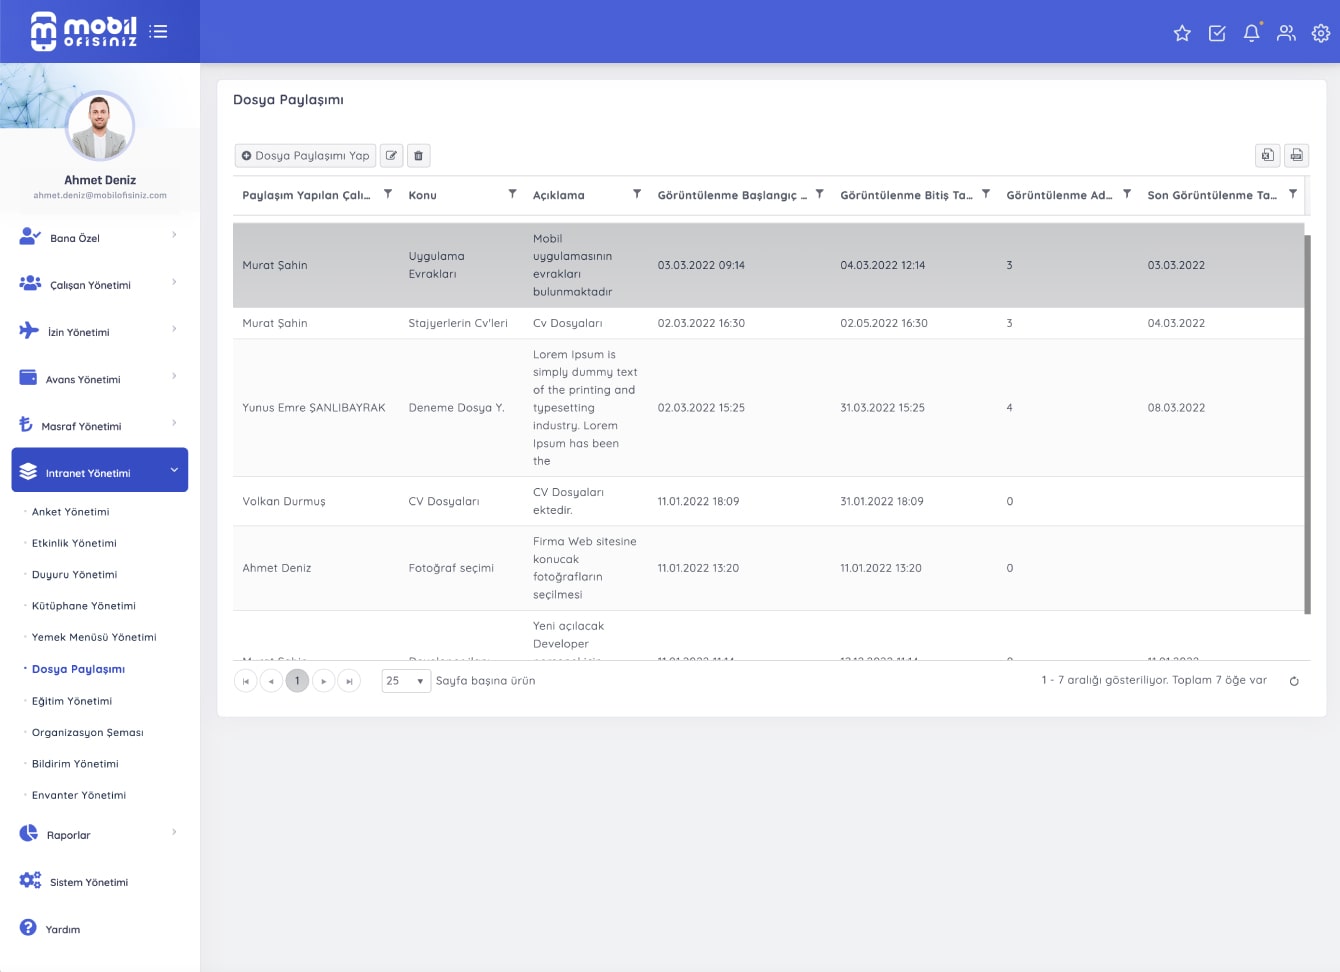 mobil
ofisiniz
Ahmet Deniz
ahmet.deniz@mobilofisiniz.com
Bana Özel
Çalışan Yönetimi
İzin Yönetimi
Avans Yönetimi
Masraf Yönetimi
Intranet Yönetimi
Anket Yönetimi
Etkinlik Yönetimi
Duyuru Yönetimi
Kütüphane Yönetimi
Yemek Menüsü Yönetimi
Dosya Paylaşımı
Eğitim Yönetimi
Organizasyon Şeması
Bildirim Yönetimi
Envanter Yönetimi
Raporlar
Sistem Yönetimi
Yardım
Dosya Paylaşımı
Dosya Paylaşımı Yap
Paylaşım Yapılan Çalı... Konu Açıklama Görüntülenme Başlangıç ... Görüntülenme Bitiş Ta... Görüntülenme Ad... Son Görüntülenme Ta...
Murat Şahin
Uygulama
Evrakları
Mobil
uygulamasının
evrakları
bulunmaktadır
03.03.2022 09:14 04.03.2022 12:14 3 03.03.2022
Murat Şahin Stajyerlerin Cv'leri Cv Dosyaları 02.03.2022 16:30 02.05.2022 16:30 3 04.03.2022
Yunus Emre ŞANLIBAYRAK Deneme Dosya Y.
Lorem Ipsum is
simply dummy text
of the printing and
typesetting
industry. Lorem
Ipsum has been
the
02.03.2022 15:25 31.03.2022 15:25 4 08.03.2022
Volkan Durmuş CV Dosyaları
CV Dosyaları
ektedir.
11.01.2022 18:09 31.01.2022 18:09 0
Ahmet Deniz Fotoğraf seçimi
Firma Web sitesine
konucak
fotoğrafların
seçilmesi
11.01.2022 13:20 11.01.2022 13:20 0
Yeni açılacak
Developer
1 25 Sayfa başına ürün
1 - 7 aralığı gösteriliyor. Toplam 7 öğe var